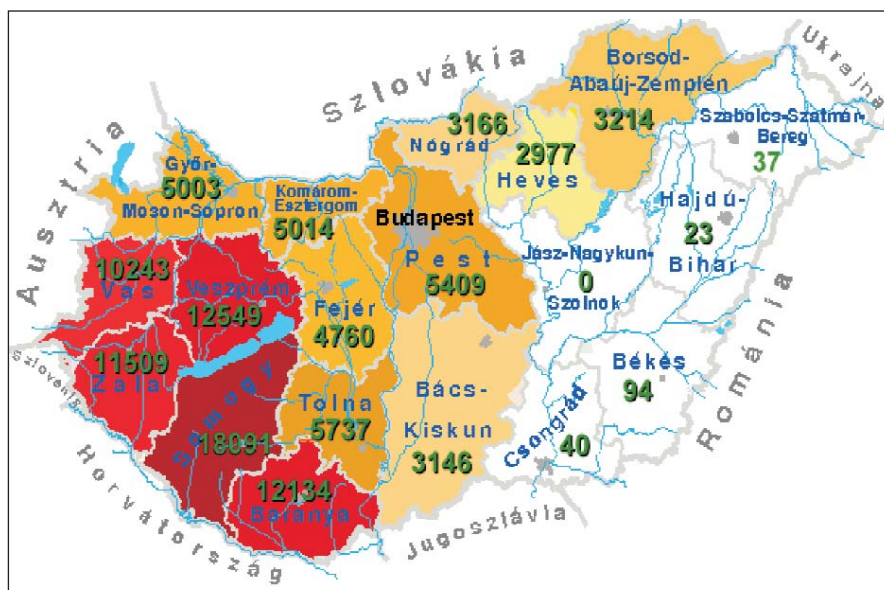 Ausztria
Szlovákia
Ukrajna
Románia
Jugoszlávia
Horvátország
Szlovénia
Borsod-
Abaúj-Zemplén
3214
Szabolcs-Szatmár-
Bereg
37
3166
Nógrád
2977
Heves
Győr-
5003
Moson-Sopron
Komárom-
Esztergom
5014
Budapest
Pest
5409
Hajdú-
23
Bihar
Jász-Nagykun-
0
Szolnok
10243
Vas
Veszprém
12549
Fejér
4760
11509
Zala
Somogy
18091
Tolna
5737
Bács-
Kiskun
3146
Békés
94
Csongrád
40
12134
Baranya